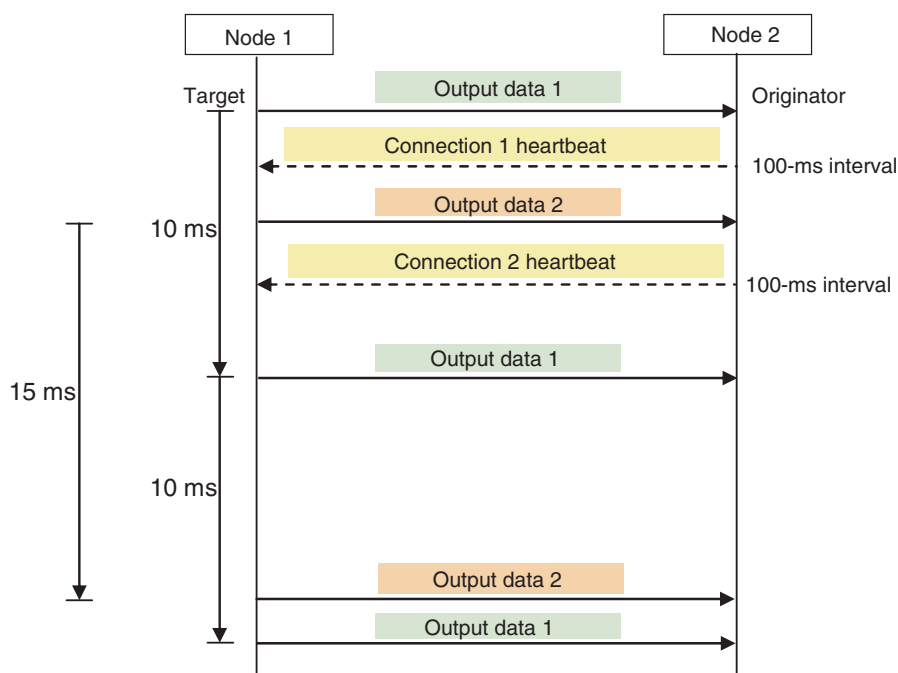 Node 1
Node 2
Target
Output data 1
Originator
Connection 1 heartbeat
100-ms interval
Output data 2
10 ms
Connection 2 heartbeat
100-ms interval
Output data 1
15 ms
10 ms
Output data 2
Output data 1